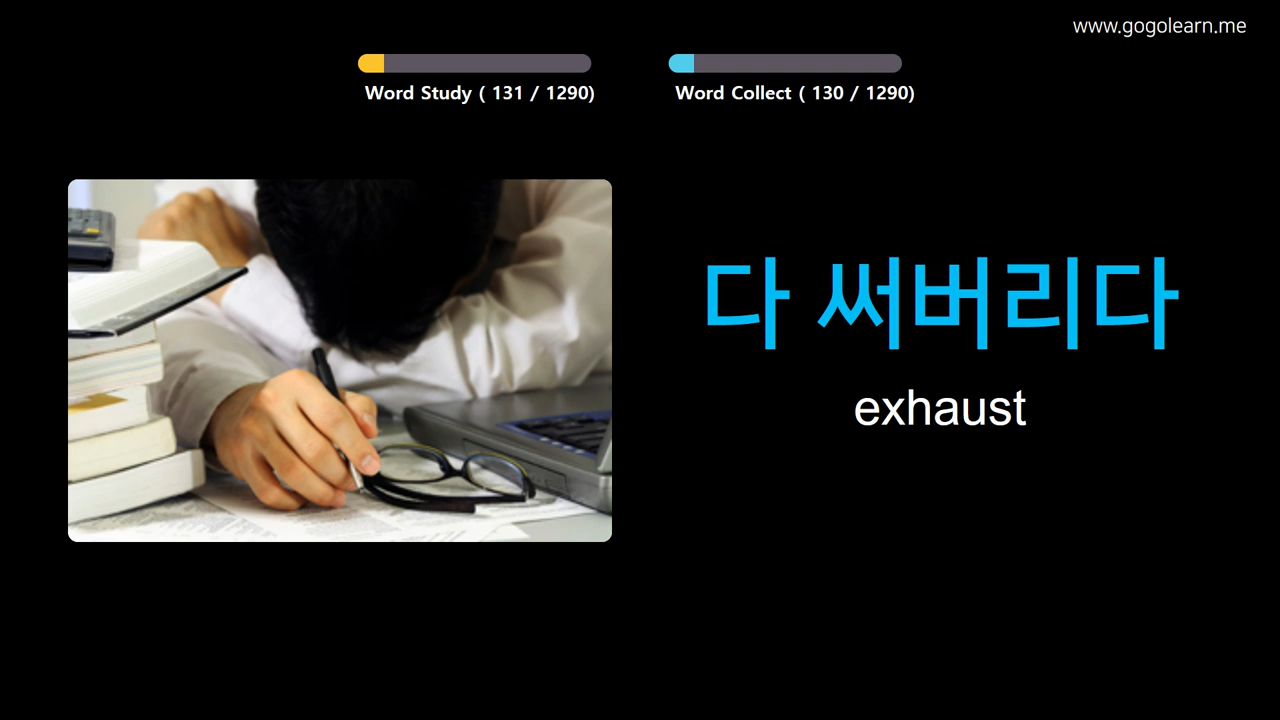 www.gogolearn.me
Word Study ( 131 / 1290)
Word Collect ( 130 / 1290)
다 써버리다
exhaust